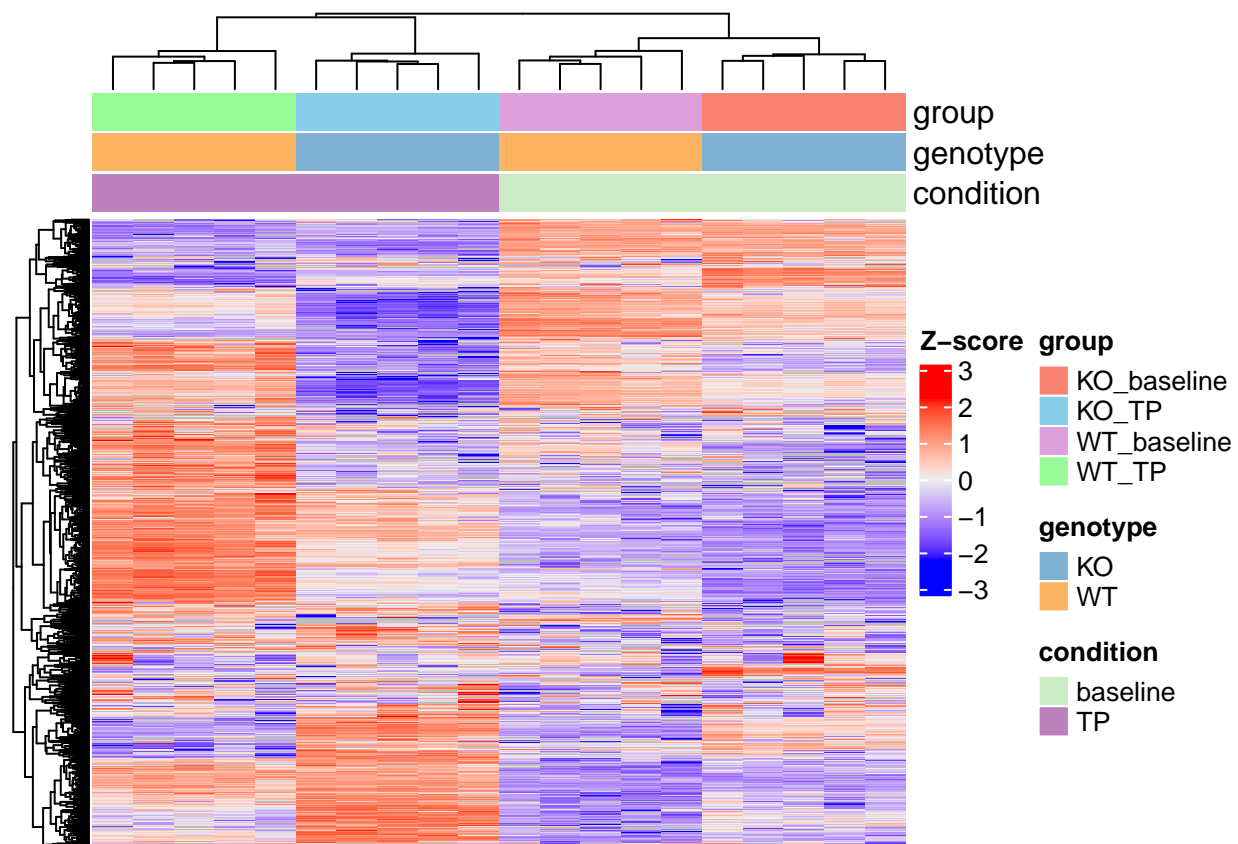 group
genotype
condition
Z−score
3
2
1
0
−1
−2
−3
group
KO_baseline
KO_TP
WT_baseline
WT_TP
genotype
KO
WT
condition
baseline
TP